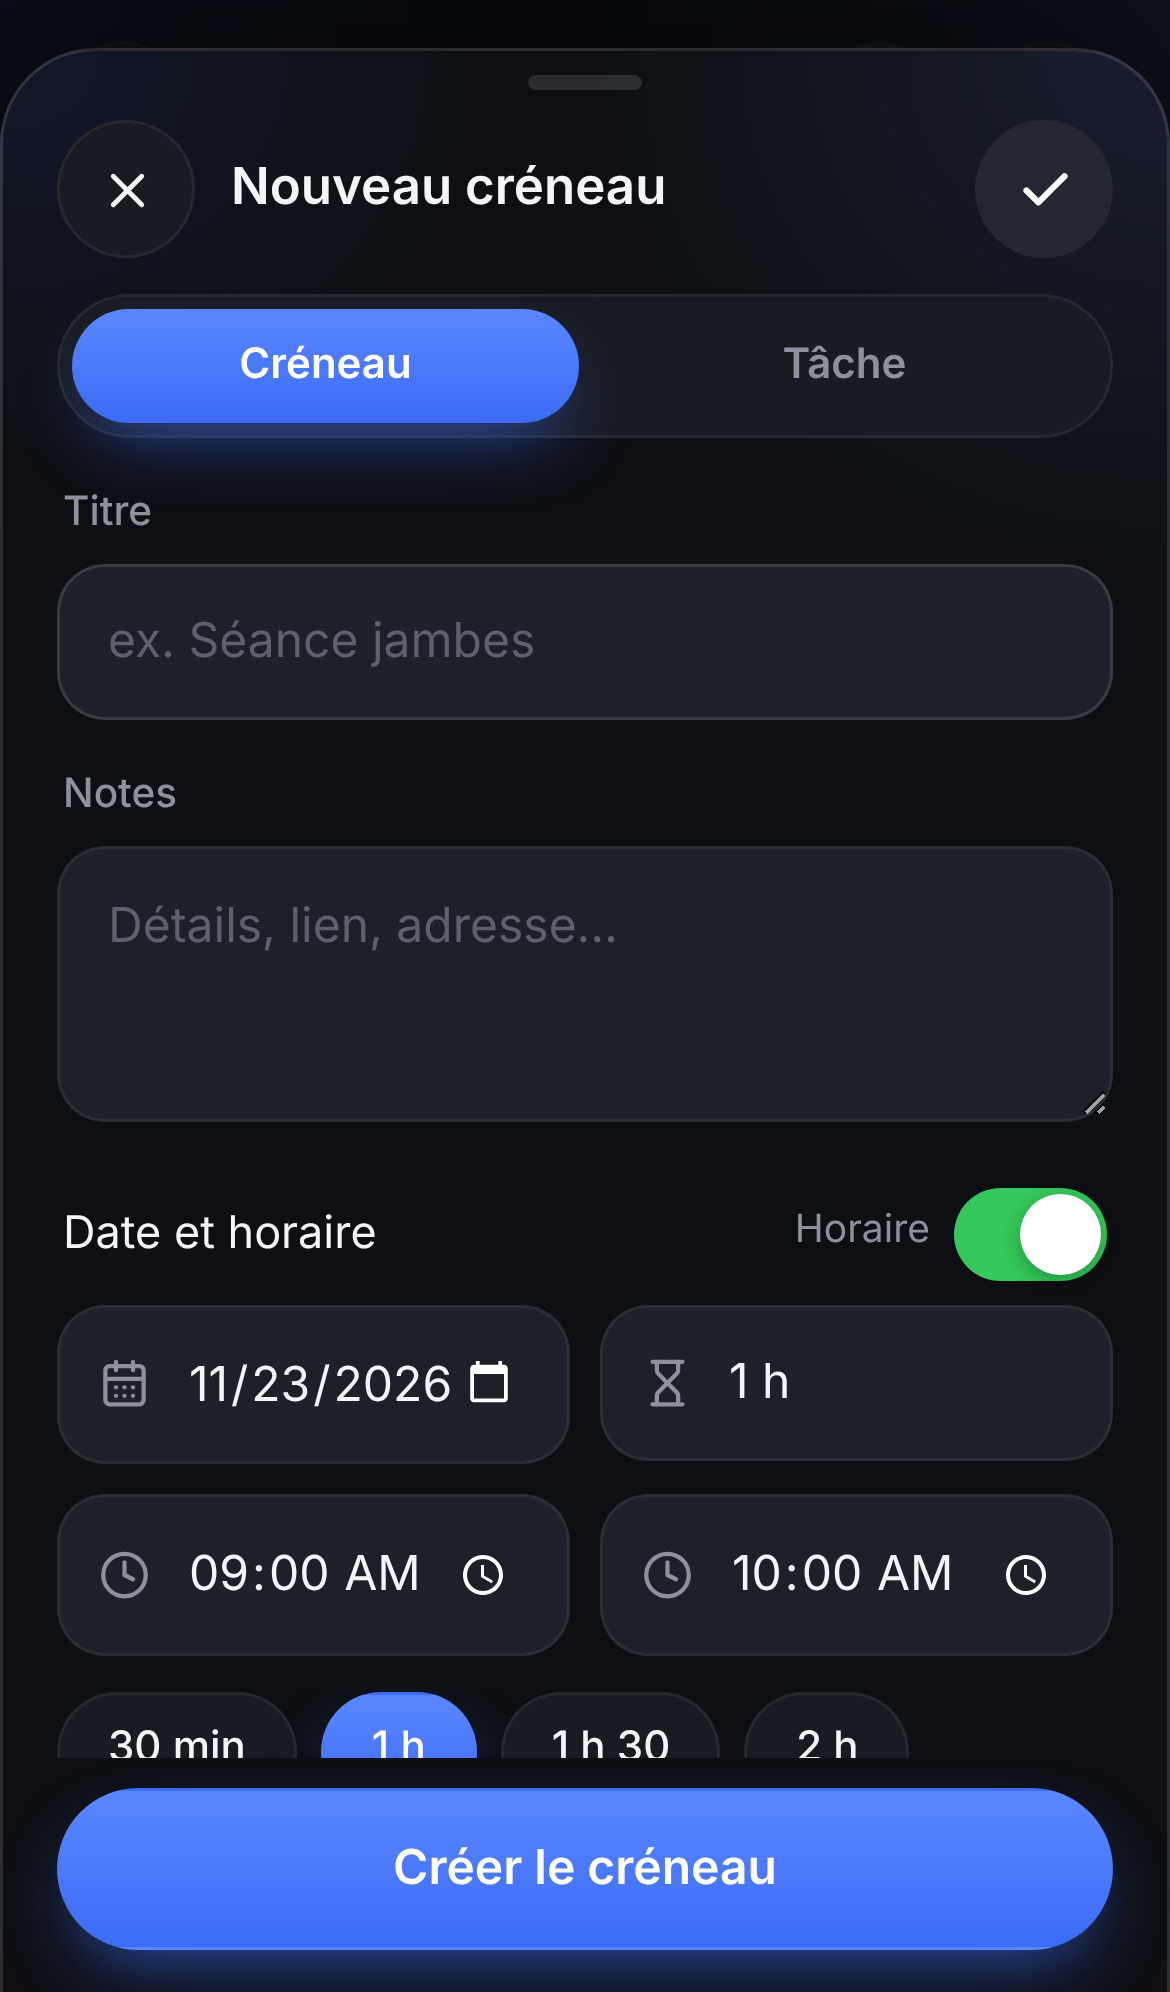 Nouveau créneau
Créneau Tâche
Titre
ex. Séance jambes
Notes
Détails, lien, adresse...
Date et horaire Horaire
11/23/2026 1 h
09:00 AM 10:00 AM
30 min 1 h 1 h 30 2 h
Créer le créneau